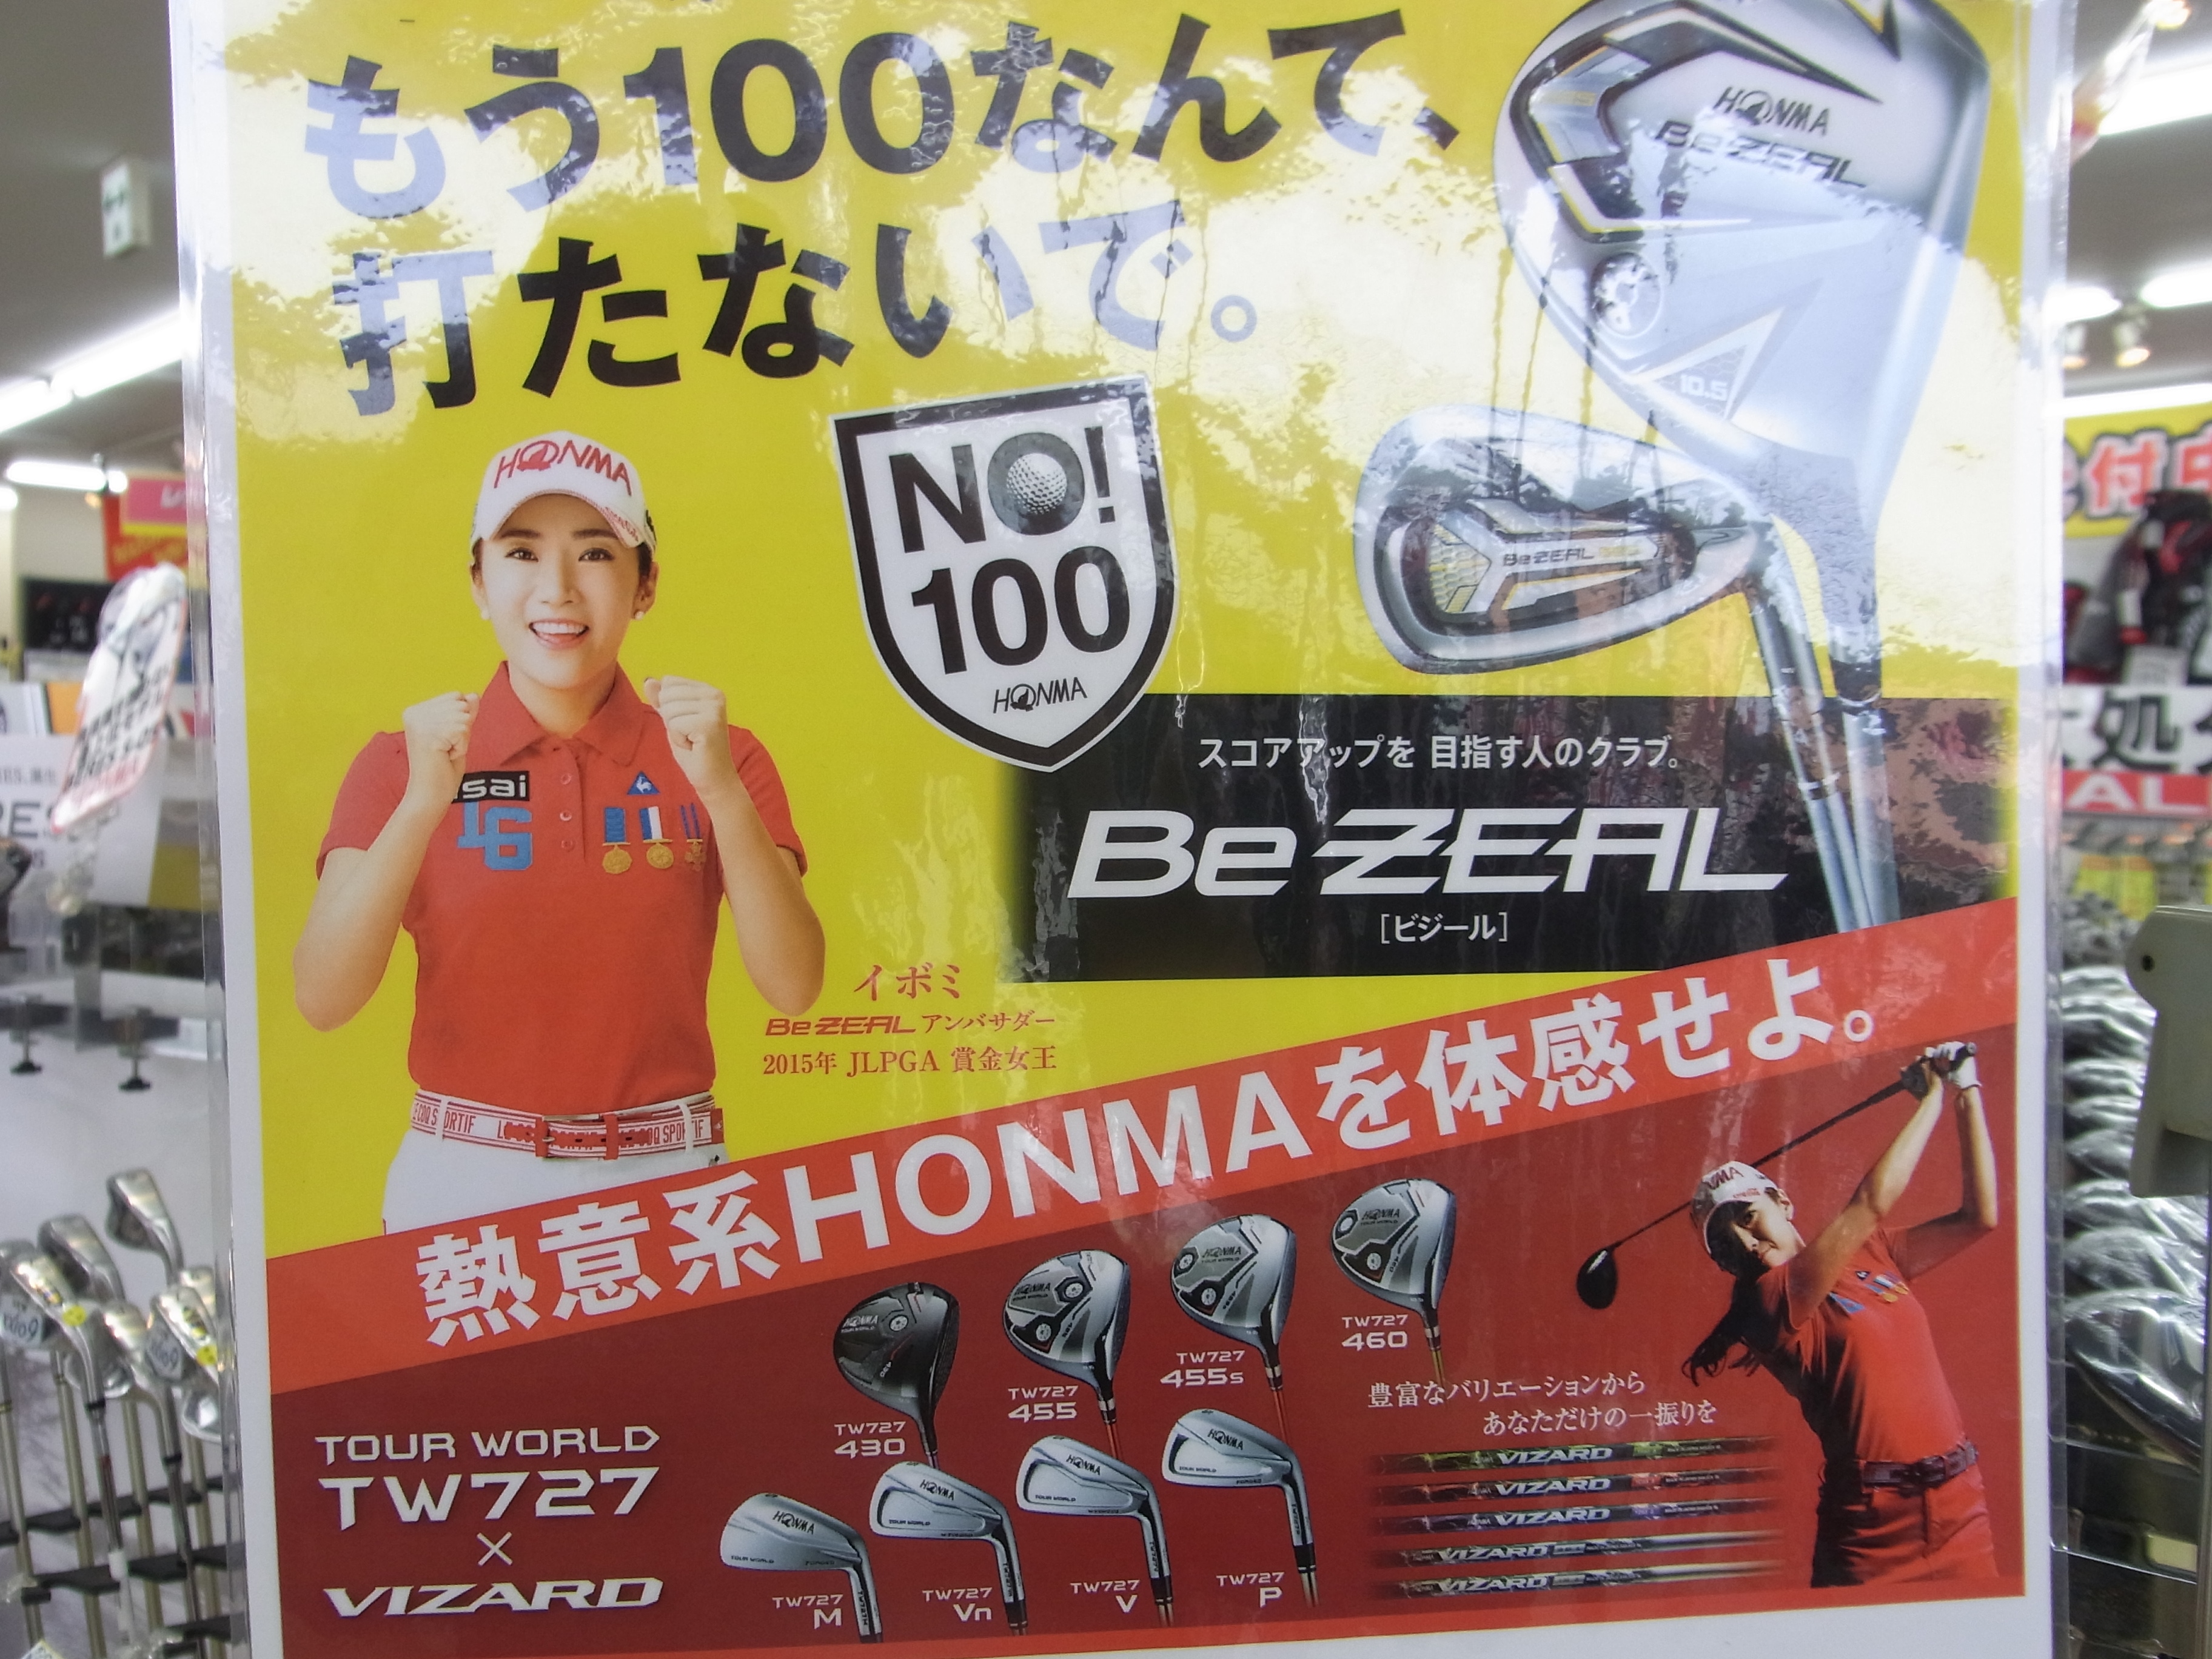 もう100なんて、
打たないで。
HONMA
Be ZEAL
10.5
HONMA
NO!
100
HONMA
Be ZEAL
スコアアップを 目指す人のクラブ。
Be ZEAL
[ビジール]
sai
46
イボミ
Be ZEAL アンバサダー
2015年 JLPGA 賞金女王
熱意系HONMAを体感せよ。
TOUR WORLD
TW727
×
VIZARD
TW727
430
TW727
455
TW727
455s
TW727
460
TW727
M
TW727
Vn
TW727
V
TW727
P
豊富なバリエーションから
あなただけの一振りを
VIZARD
VIZARD
VIZARD
VIZARD
VIZARD